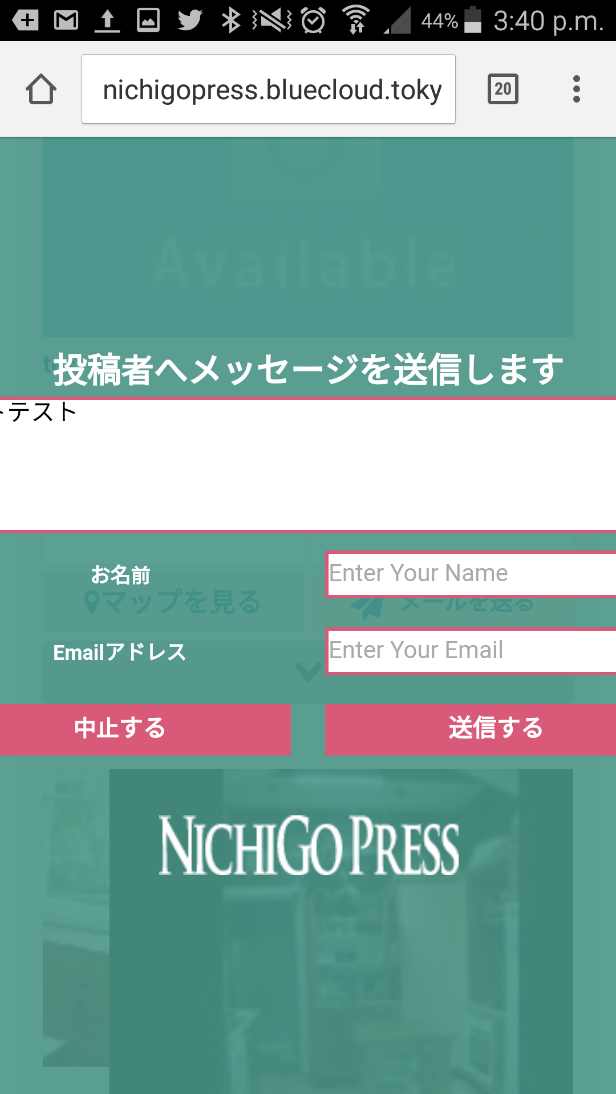 44% 3:40 p.m.
nichigopress.bluecloud.toky
20
Available
投稿者へメッセージを送信します
テスト
お名前
Enter Your Name
マップを見る
メールを送る
Emailアドレス
Enter Your Email
中止する
送信する
NICHIGO PRESS